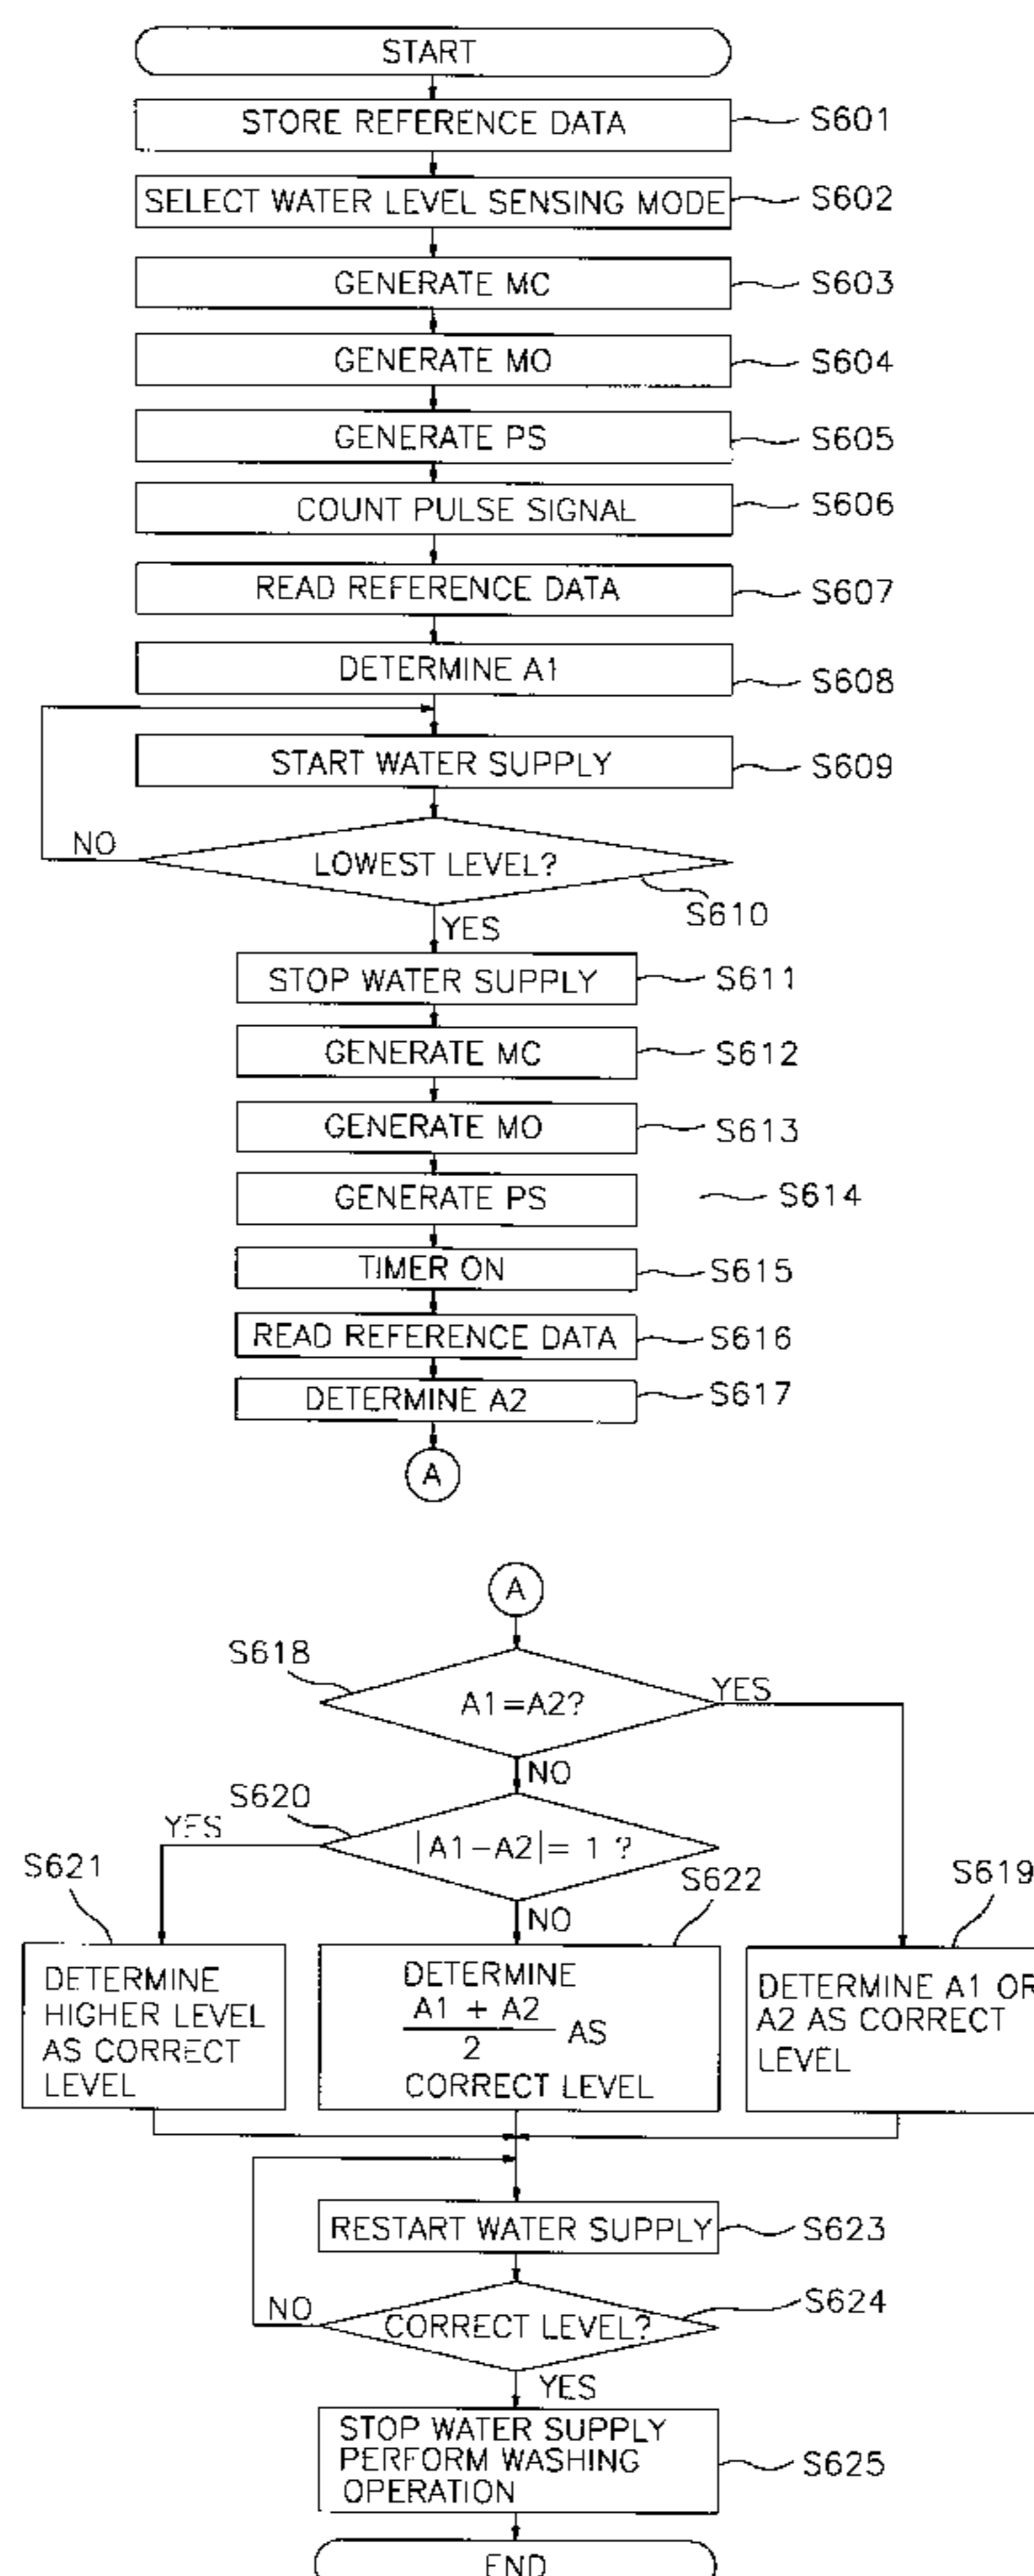 START
STORE REFERENCE DATA
S601
SELECT WATER LEVEL SENSING MODE
S602
GENERATE MC
S603
GENERATE MO
S604
GENERATE PS
S605
COUNT PULSE SIGNAL
S606
READ REFERENCE DATA
S607
DETERMINE A1
S608
START WATER SUPPLY
S609
NO
LOWEST LEVEL?
S610
YES
STOP WATER SUPPLY
S611
GENERATE MC
S612
GENERATE MO
S613
GENERATE PS
S614
TIMER ON
S615
READ REFERENCE DATA
S616
DETERMINE A2
S617
A
A
S618
A1=A2?
YES
NO
S620
YES
|A1-A2|= 1 ?
S621
S622
S619
NO
DETERMINE
HIGHER LEVEL
AS CORRECT
LEVEL
DETERMINE
A1 + A2
2
AS
CORRECT LEVEL
DETERMINE A1 OR
A2 AS CORRECT
LEVEL
RESTART WATER SUPPLY
S623
NO
CORRECT LEVEL?
S624
YES
STOP WATER SUPPLY
PERFORM WASHING
OPERATION
S625
END